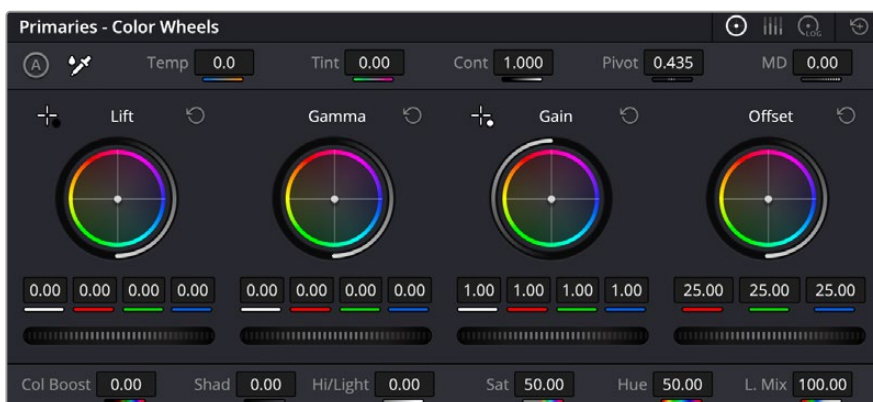 Primaries - Color Wheels
LOG
A Temp 0.0 Tint 0.00 Cont 1.000 Pivot 0.435 MD 0.00
Lift Gamma Gain Offset
0.00 0.00 0.00 0.00 0.00 0.00 0.00 0.00 1.00 1.00 1.00 1.00 25.00 25.00 25.00
Col Boost 0.00 Shad 0.00 Hi/Light 0.00 Sat 50.00 Hue 50.00 L. Mix 100.00